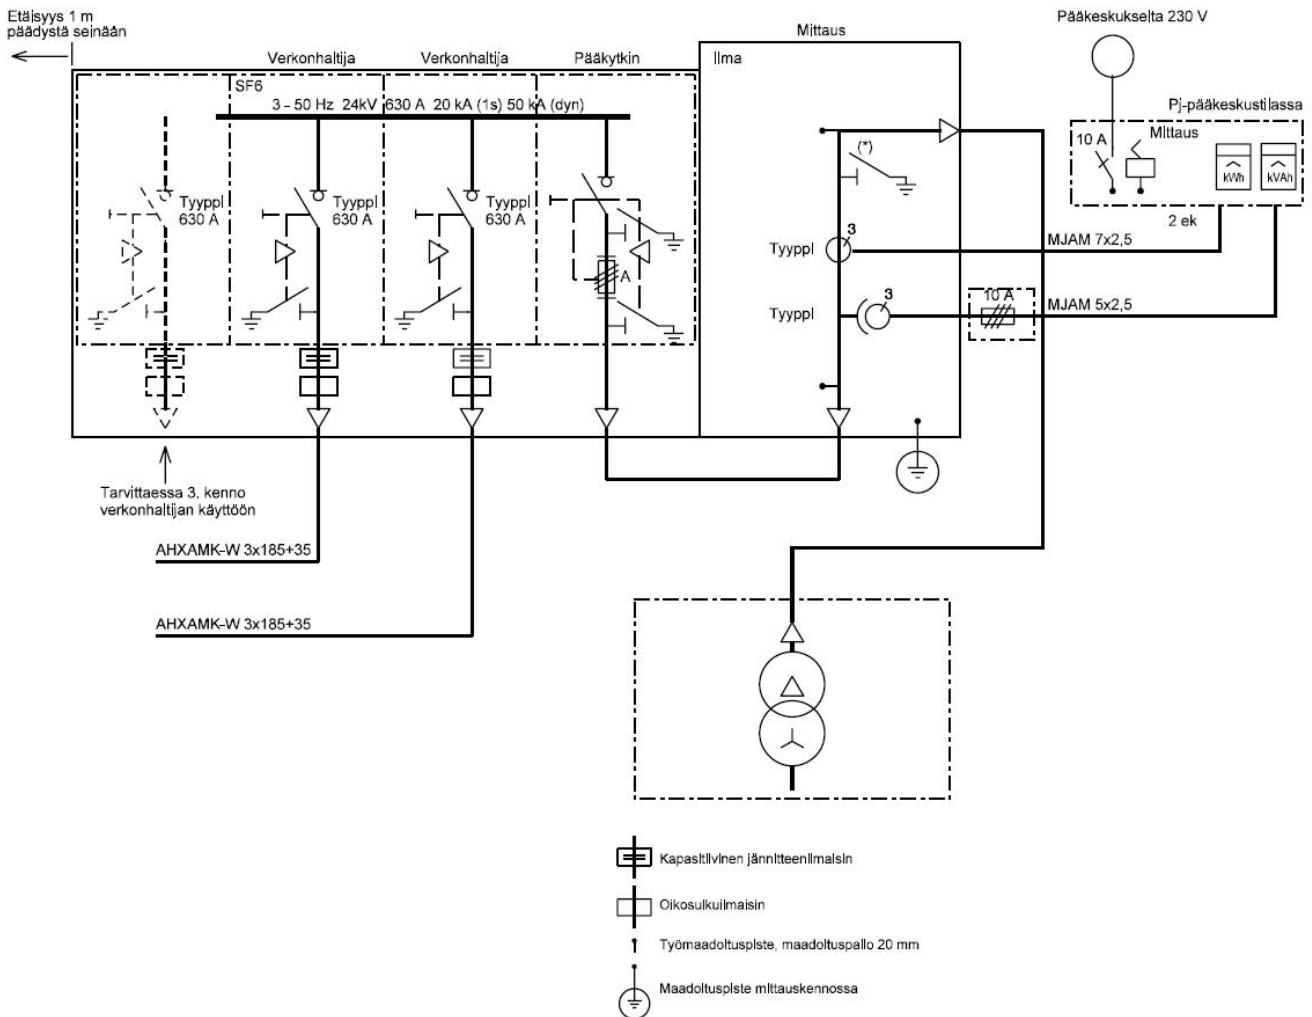 Etäisyys 1 m
päädystä seinään
Verkonhaltija
Verkonhaltija
Pääkytkin
Mittaus
Pääkeskukselta 230 V
SF6
Ilma
3 - 50 Hz 24kV 630 A 20 kA (1s) 50 kA (dyn)
Pj-pääkeskustilassa
10 A
Mittaus
(*)
kWh
kVAh
Tyyppi
630 A
Tyyppi
630 A
Tyyppi
630 A
2 ek
3
Tyyppi
MJAM 7x2,5
A
3
Tyyppi
10 A
MJAM 5x2,5
Tarvittaessa 3. kenno
verkonhaltijan käyttöön
AHXAMK-W 3x185+35
AHXAMK-W 3x185+35
Kapasitiivinen jännitteenilmaisin
Oikosulkuilmaisin
Työmaadoituspiste, maadoituspallo 20 mm
Maadoituspiste mittauskennossa